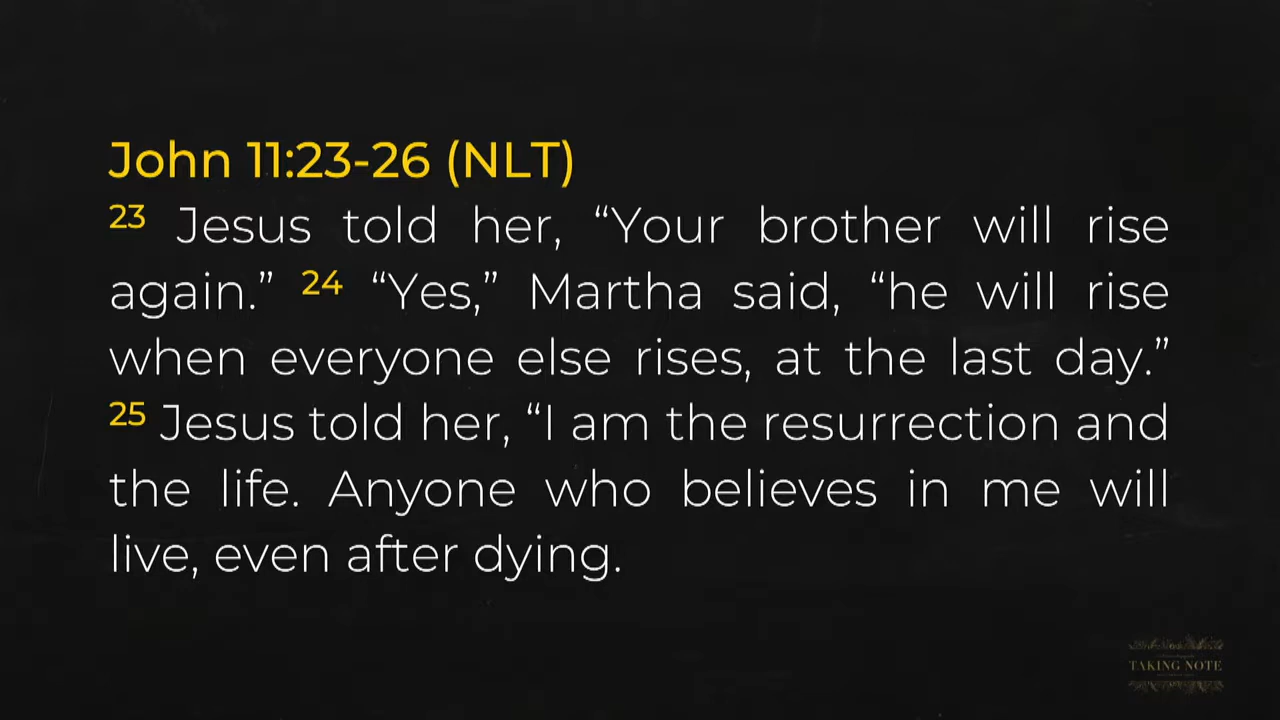 John 11:23-26 (NLT)
23 Jesus told her, “Your brother will rise
again.” 24 “Yes,” Martha said, “he will rise
when everyone else rises, at the last day.”
25 Jesus told her, “I am the resurrection and
the life. Anyone who believes in me will
live, even after dying.
TAKING NOTE